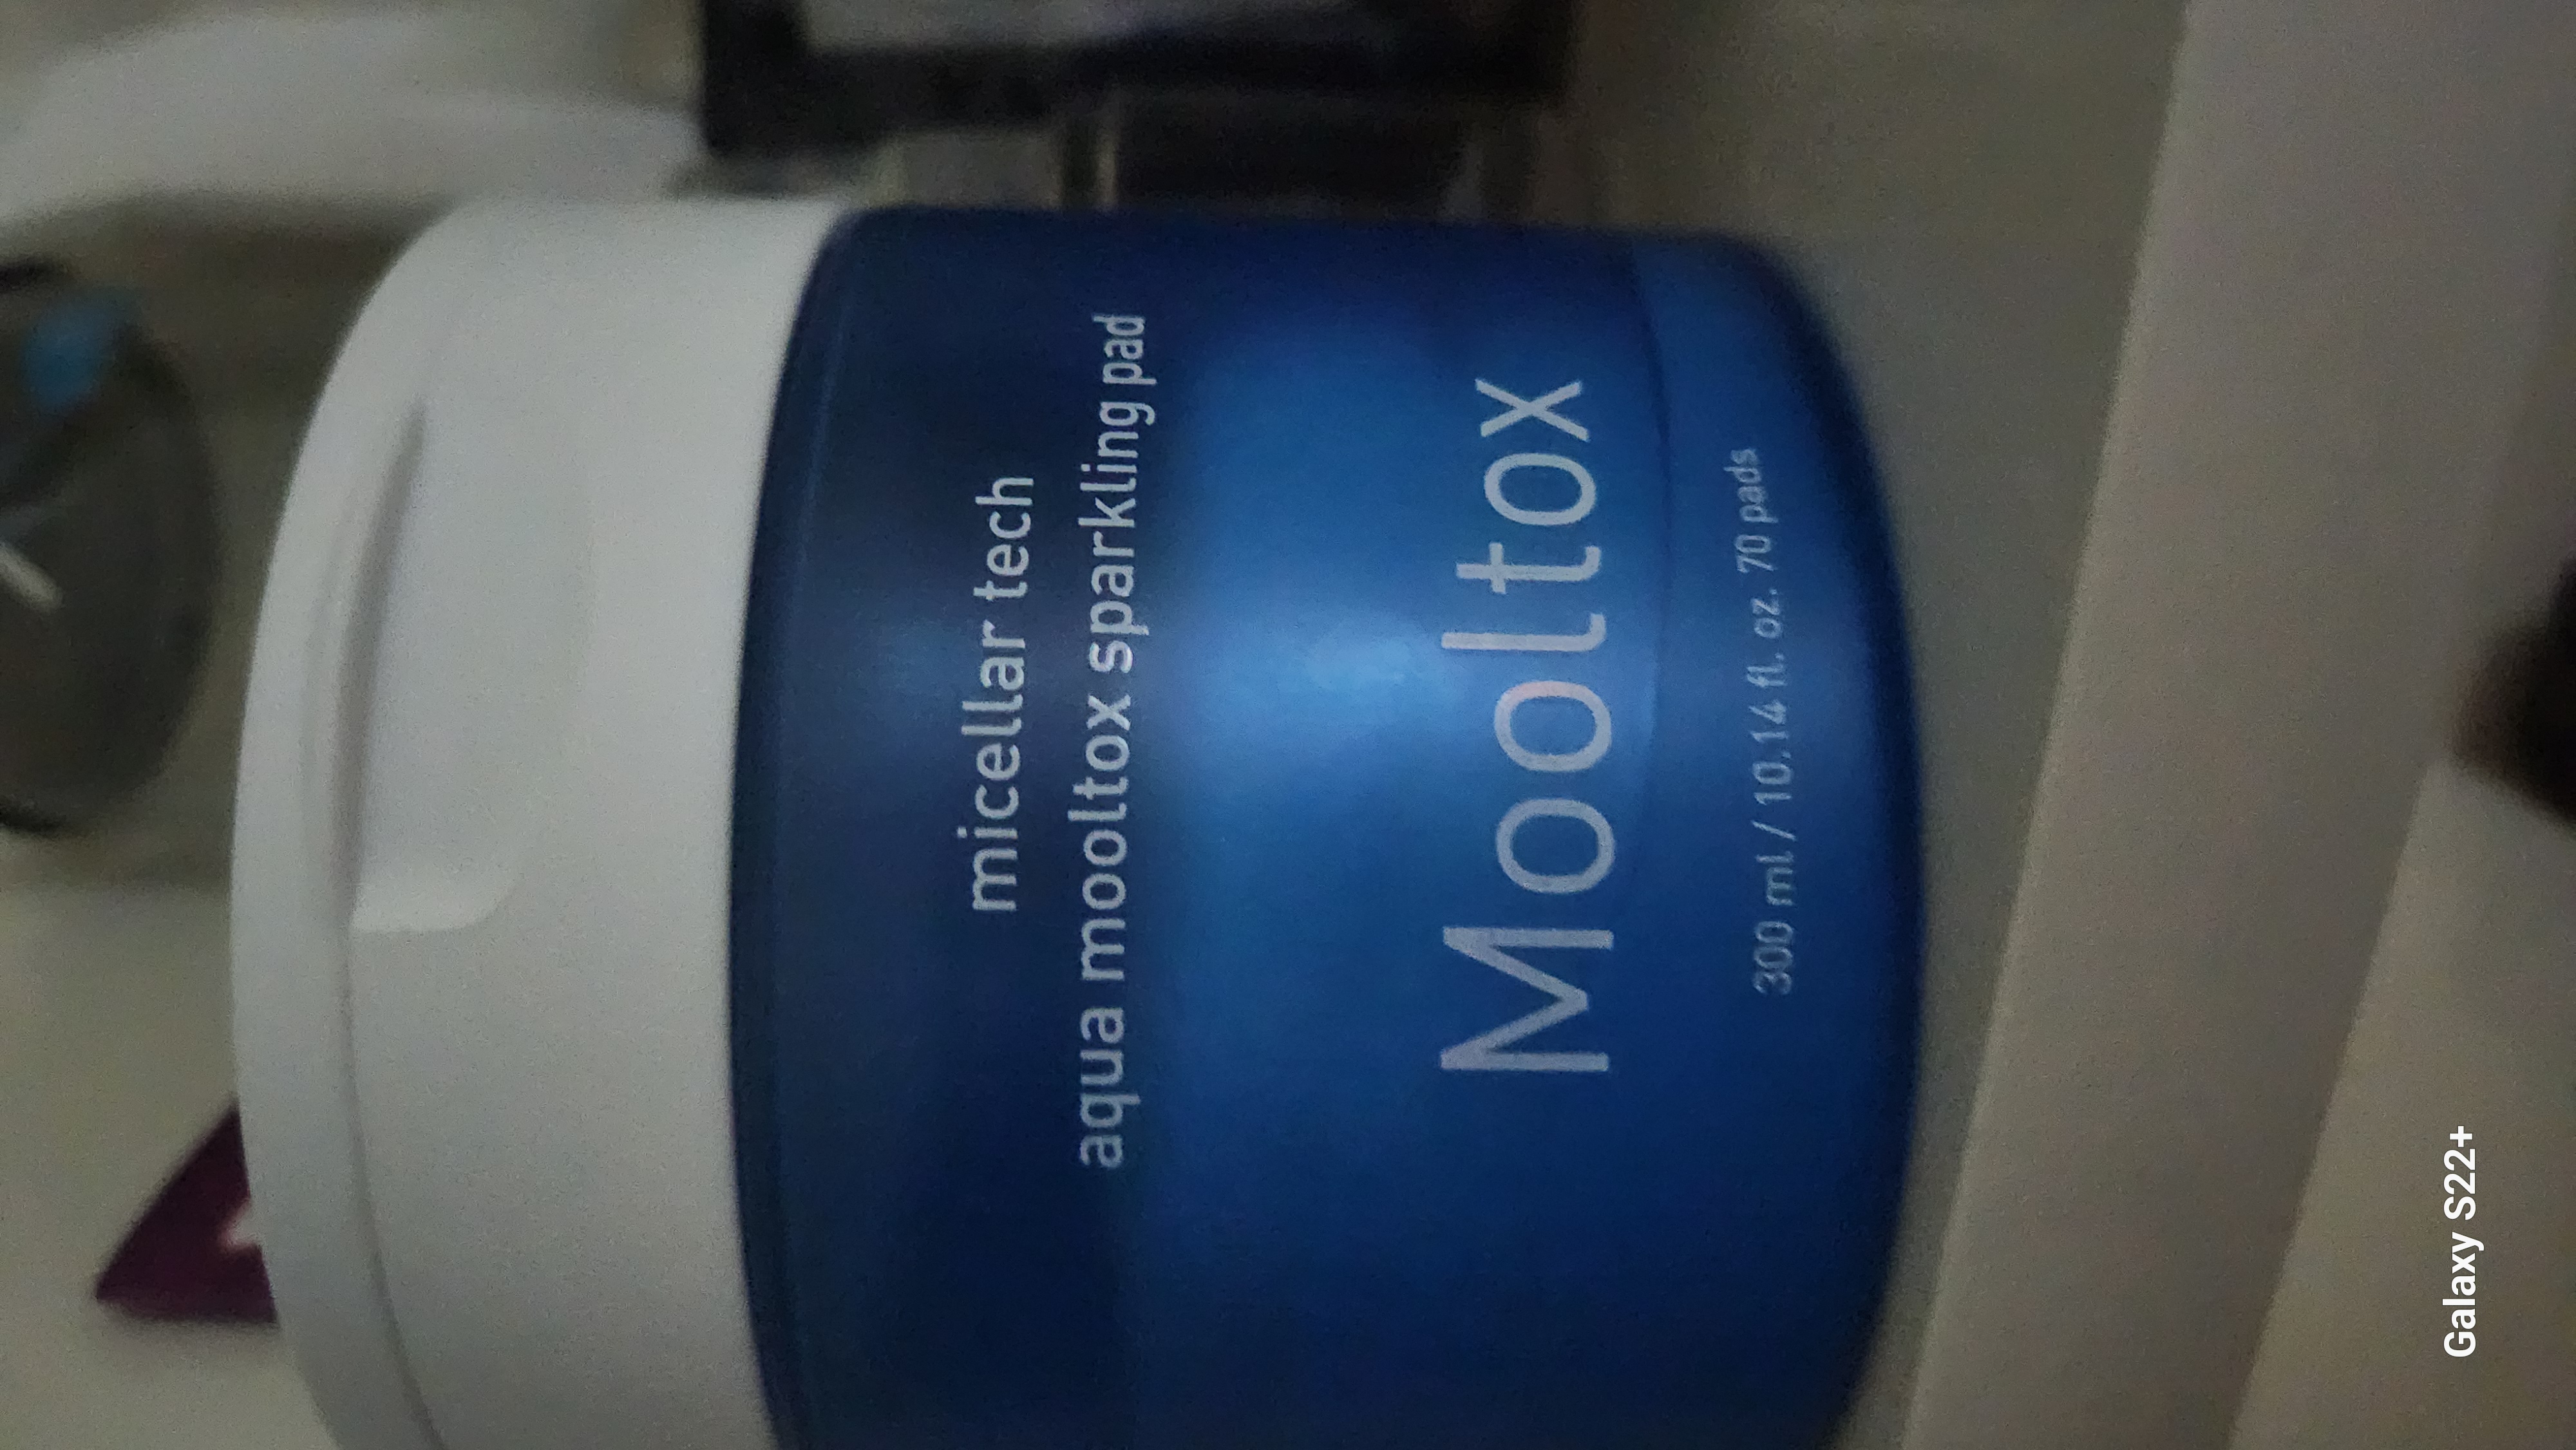 micellar tech
aqua mooltox sparkling pad
Mooltox
300 ml / 10.14 fl. oz. 70 pads
Galaxy S22+